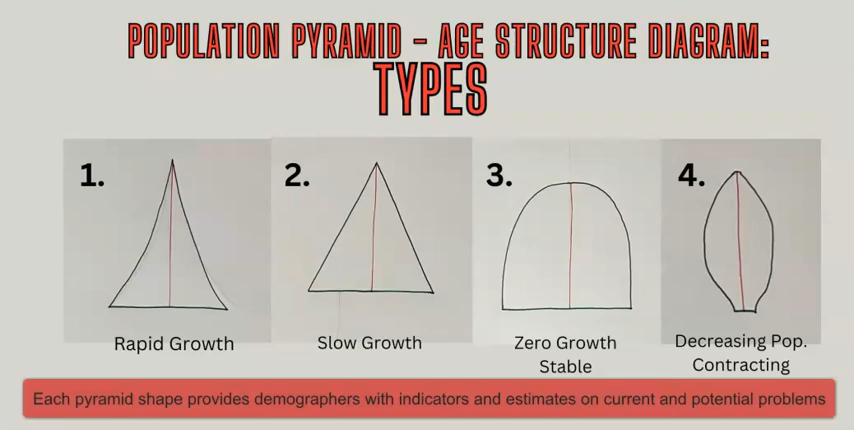 POPULATION PYRAMID - AGE STRUCTURE DIAGRAM:
TYPES
1.
2.
3.
4.
Rapid Growth
Slow Growth
Zero Growth
Stable
Decreasing Pop.
Contracting
Each pyramid shape provides demographers with indicators and estimates on current and potential problems